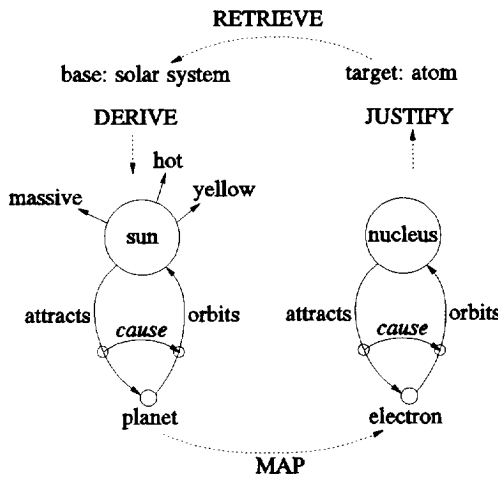 RETRIEVE
base: solar system target: atom
DERIVE JUSTIFY
hot
massive yellow
sun nucleus
attracts orbits attracts orbits
cause cause
planet electron
MAP